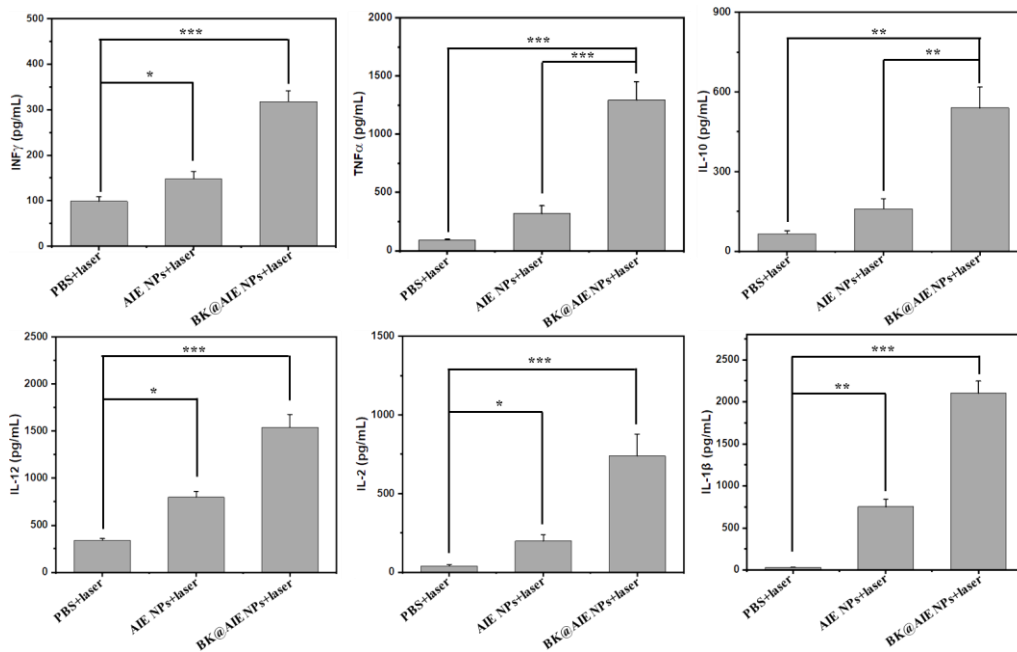 INFγ (pg/mL)
500
400
300
200
150
100
0
*
***
PBS+laser
AIE NPs+laser
BK@AIE NPs+laser
TNFα (pg/mL)
2000
1500
1000
500
0
***
***
PBS+laser
AIE NPs+laser
BK@AIE NPs+laser
IL-10 (pg/mL)
900
600
300
0
**
**
PBS+laser
AIE NPs+laser
BK@AIE NPs+laser
IL-12 (pg/mL)
2500
2000
1500
1000
500
0
***
*
PBS+laser
AIE NPs+laser
BK@AIE NPs+laser
IL-2 (pg/mL)
1500
1000
500
0
***
*
PBS+laser
AIE NPs+laser
BK@AIE NPs+laser
IL-1β (pg/mL)
2500
2000
1500
1000
500
0
***
**
PBS+laser
AIE NPs+laser
BK@AIE NPs+laser